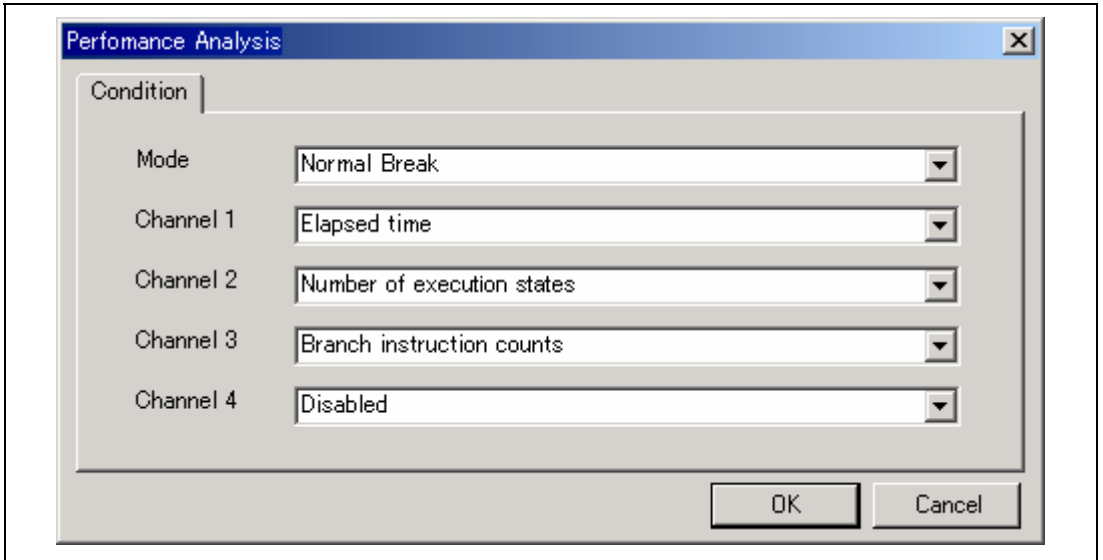 Perfomance Analysis
Condition
Mode
Normal Break
Channel 1
Elapsed time
Channel 2
Number of execution states
Channel 3
Branch instruction counts
Channel 4
Disabled
OK
Cancel